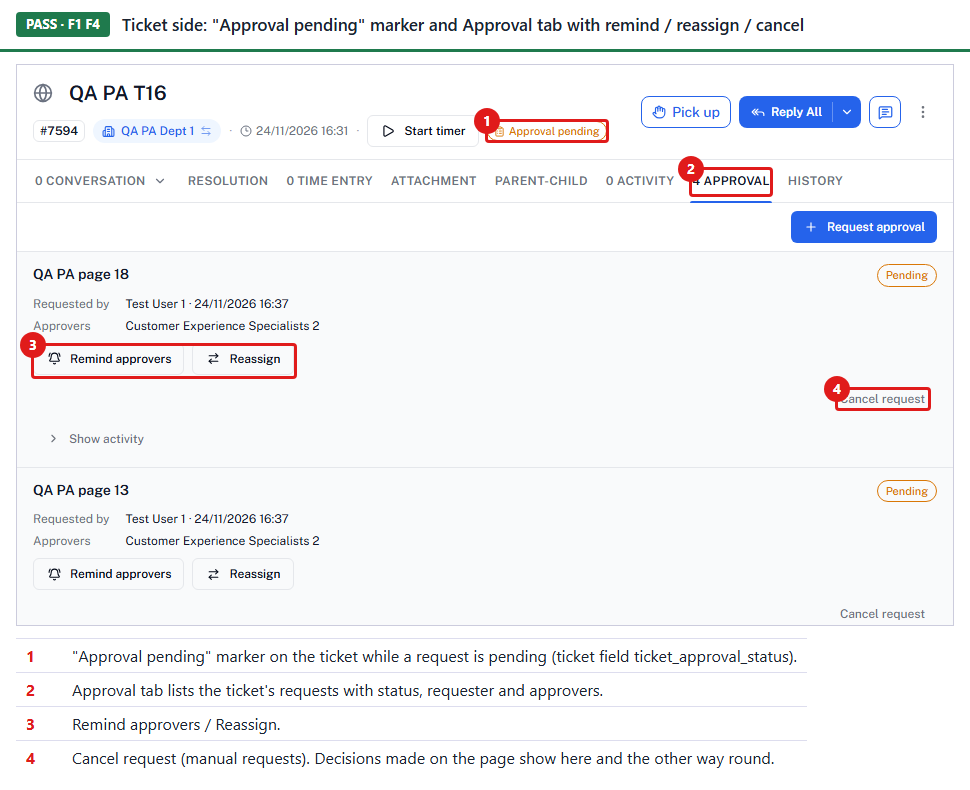 PASS · F1 F4 Ticket side: "Approval pending" marker and Approval tab with remind / reassign / cancel
QA PA T16
#7594 QA PA Dept 1 · 24/11/2026 16:31 · Start timer 1 Approval pending Pick up Reply All
0 CONVERSATION RESOLUTION 0 TIME ENTRY ATTACHMENT PARENT-CHILD 0 ACTIVITY 2 4 APPROVAL HISTORY
+ Request approval
QA PA page 18 Pending
Requested by Test User 1 · 24/11/2026 16:37
Approvers Customer Experience Specialists 2
3 Remind approvers Reassign
4 Cancel request
Show activity
QA PA page 13 Pending
Requested by Test User 1 · 24/11/2026 16:37
Approvers Customer Experience Specialists 2
Remind approvers Reassign
Cancel request
1 "Approval pending" marker on the ticket while a request is pending (ticket field ticket_approval_status).
2 Approval tab lists the ticket's requests with status, requester and approvers.
3 Remind approvers / Reassign.
4 Cancel request (manual requests). Decisions made on the page show here and the other way round.